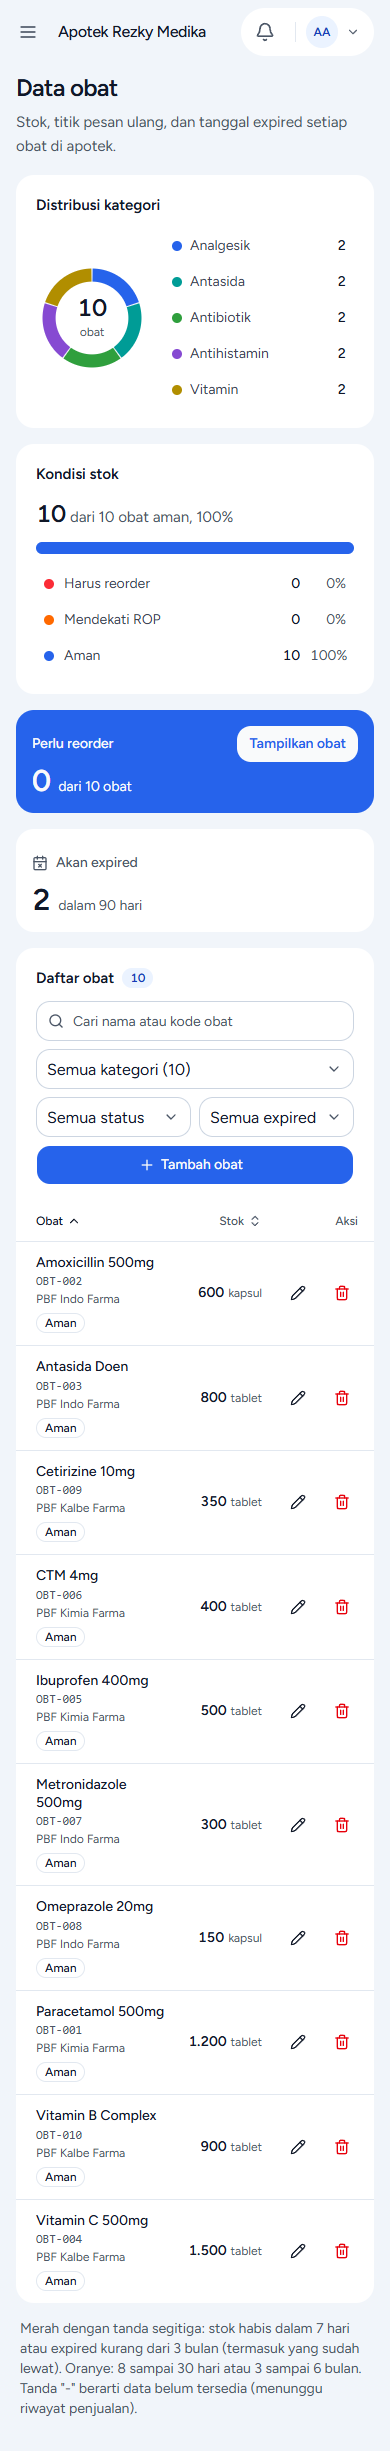 Apotek Rezky Medika
AA
Data obat
Stok, titik pesan ulang, dan tanggal expired setiap
obat di apotek.
Distribusi kategori
10
obat
Analgesik 2
Antasida 2
Antibiotik 2
Antihistamin 2
Vitamin 2
Kondisi stok
10 dari 10 obat aman, 100%
Harus reorder 0 0%
Mendekati ROP 0 0%
Aman 10 100%
Perlu reorder
Tampilkan obat
0 dari 10 obat
Akan expired
2 dalam 90 hari
Daftar obat 10
Cari nama atau kode obat
Semua kategori (10)
Semua status
Semua expired
+ Tambah obat
Obat Stok Aksi
Amoxicillin 500mg
OBT-002
PBF Indo Farma
Aman
600 kapsul
Antasida Doen
OBT-003
PBF Indo Farma
Aman
800 tablet
Cetirizine 10mg
OBT-009
PBF Kalbe Farma
Aman
350 tablet
CTM 4mg
OBT-006
PBF Kimia Farma
Aman
400 tablet
Ibuprofen 400mg
OBT-005
PBF Kimia Farma
Aman
500 tablet
Metronidazole
500mg
OBT-007
PBF Indo Farma
Aman
300 tablet
Omeprazole 20mg
OBT-008
PBF Indo Farma
Aman
150 kapsul
Paracetamol 500mg
OBT-001
PBF Kimia Farma
Aman
1.200 tablet
Vitamin B Complex
OBT-010
PBF Kalbe Farma
Aman
900 tablet
Vitamin C 500mg
OBT-004
PBF Kalbe Farma
Aman
1.500 tablet
Merah dengan tanda segitiga: stok habis dalam 7 hari
atau expired kurang dari 3 bulan (termasuk yang sudah
lewat). Oranye: 8 sampai 30 hari atau 3 sampai 6 bulan.
Tanda "-" berarti data belum tersedia (menunggu
riwayat penjualan).